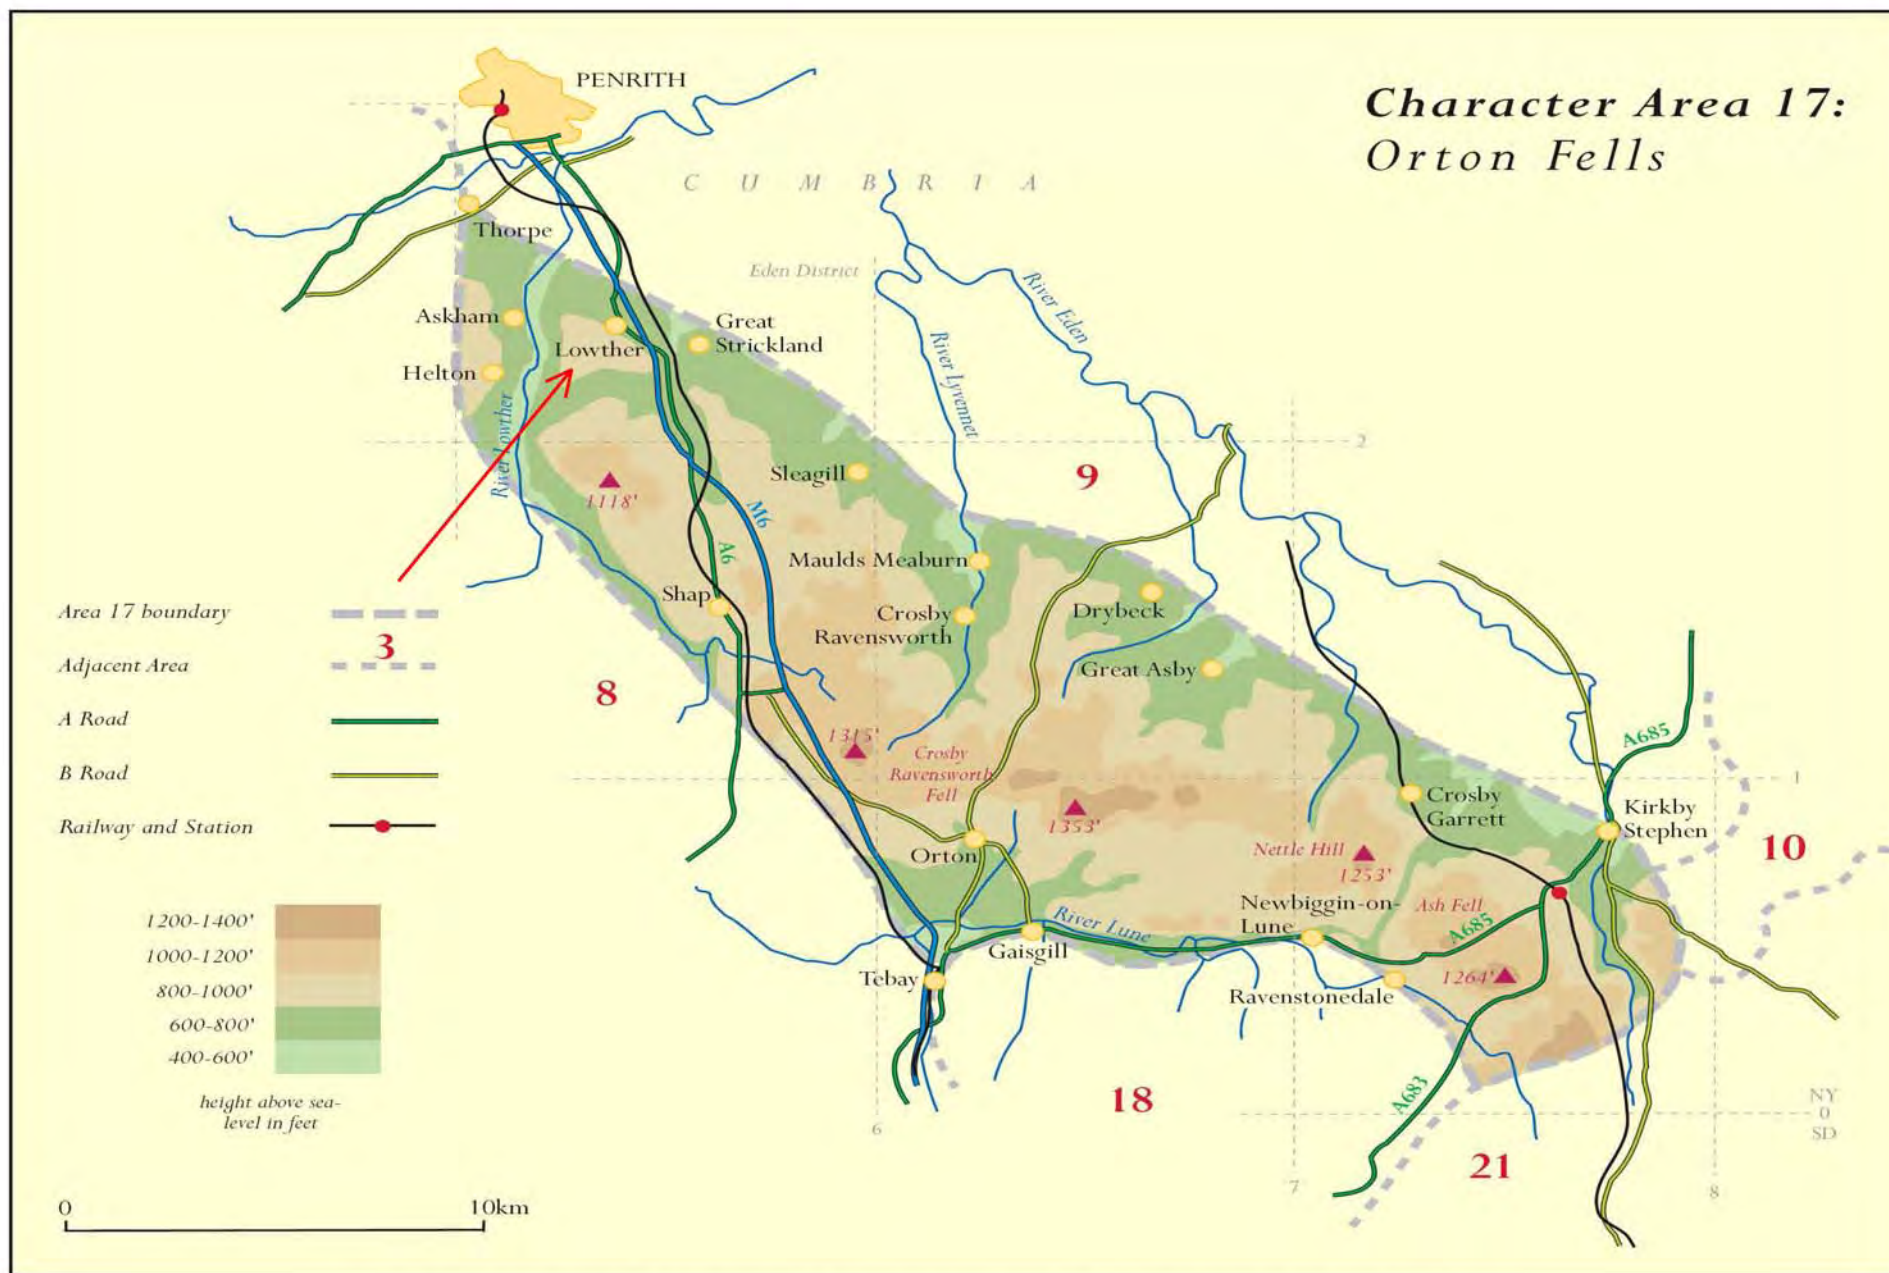 Character Area 17:
Orton Fells
PENRITH
C U M B R I A
Thorpe
Eden District
River Eden
Askham
Great
Strickland
Lowther
River Lyvennet
Helton
River Lowther
2
Sleagill
9
1118'
M6
A6
Maulds Meaburn
Shap
Drybeck
Crosby
Ravensworth
Great Asby
Area 17 boundary
3
Adjacent Area
8
A Road
B Road
Railway and Station
1315'
Crosby
Ravensworth
Fell
A685
1
1353'
Crosby
Garrett
Kirkby
Stephen
Orton
Nettle Hill
1253'
10
Newbiggin-on-
Lune
Ash Fell
A685
River Lune
Gaisgill
Tebay
Ravenstonedale
1264'
1200-1400'
1000-1200'
800-1000'
600-800'
400-600'
height above sea-
level in feet
18
A683
NY
0
SD
6
21
7
8
0
10km